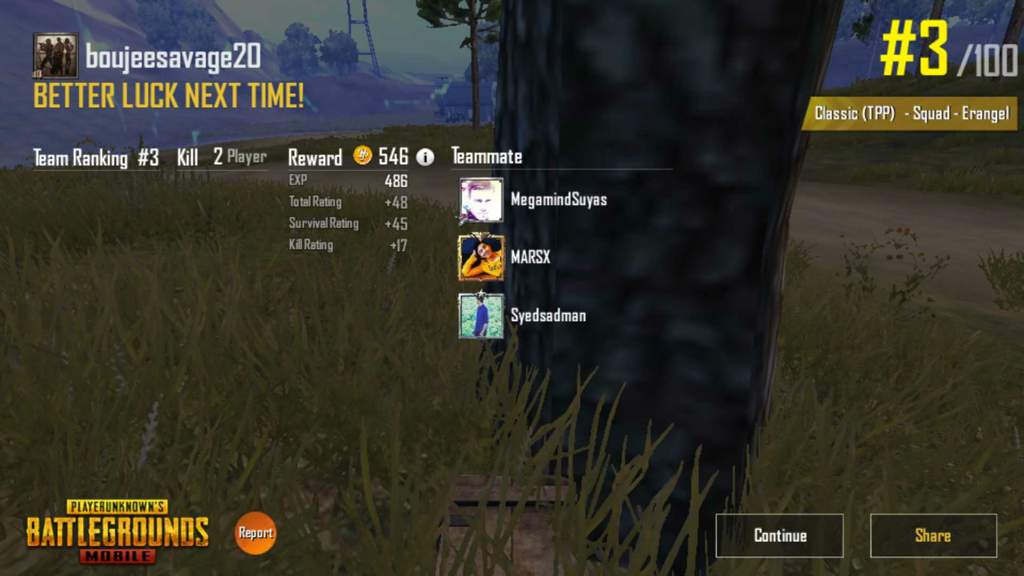 boujeesavage20
BETTER LUCK NEXT TIME!
#3 /100
Classic (TPP) - Squad - Erangel
Team Ranking #3 Kill 2 Player
Reward 546 i
EXP 486
Total Rating +48
Survival Rating +45
Kill Rating +17
Teammate
MegamindSuyas
MARSX
Syedsadman
PLAYERUNKNOWN'S
BATTLEGROUNDS
MOBILE
Report
Continue
Share